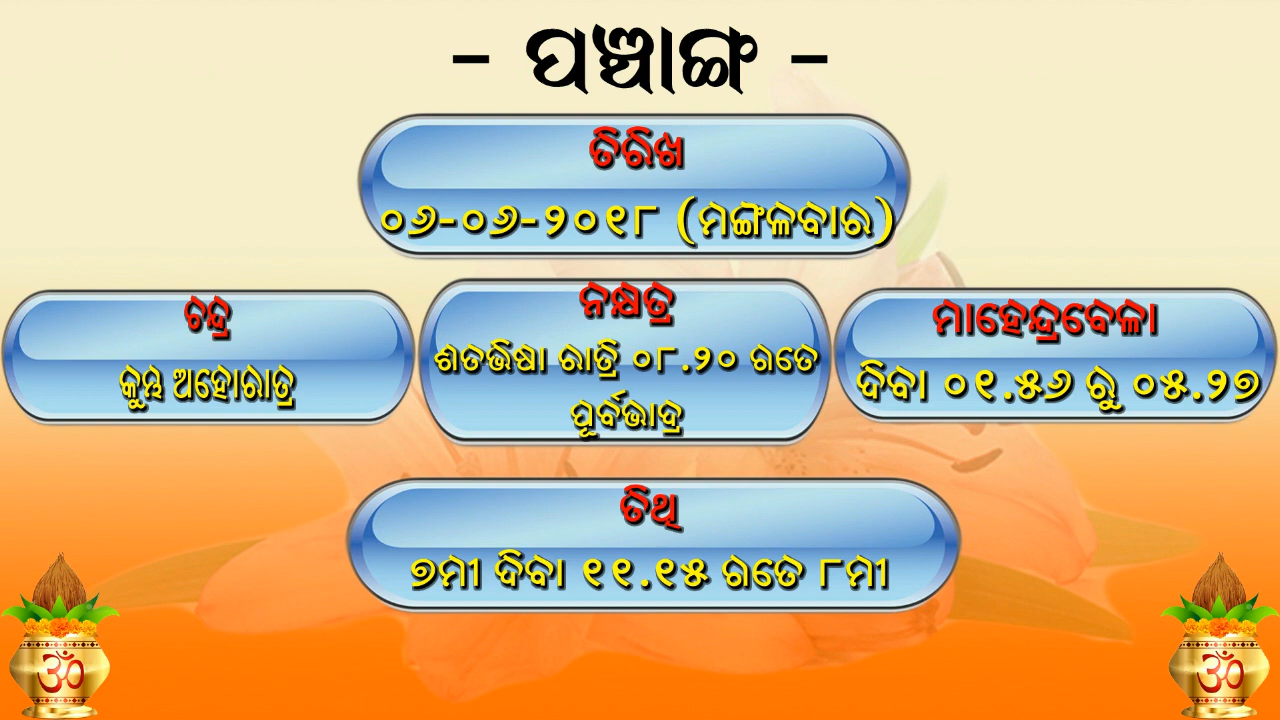 - ପଞ୍ଚାଙ୍ଗ -
ତିରିଖ
୦୬-୦୬-୨୦୧୮ (ମଙ୍ଗଳବାର)
ଚନ୍ଦ୍ର
କୁମ୍ଭ ଅହୋରାତ୍ର
ନକ୍ଷତ୍ର
ଶତଭିଷା ରାତ୍ରି ୦୮.୨୦ ଗତେ
ପୂର୍ବଭାଦ୍ର
ମାହେନ୍ଦ୍ରବେଳା
ଦିବା ୦୧.୫୬ ରୁ ୦୫.୨୭
ତିଥି
୭ମୀ ଦିବା ୧୧.୧୫ ଗତେ ୮ମୀ
ॐ
ॐ